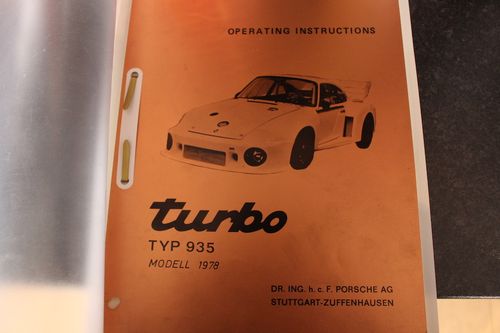 OPERATING INSTRUCTIONS
turbo
TYP 935
MODELL 1978
DR. ING. h. c. F. PORSCHE AG
STUTTGART-ZUFFENHAUSEN